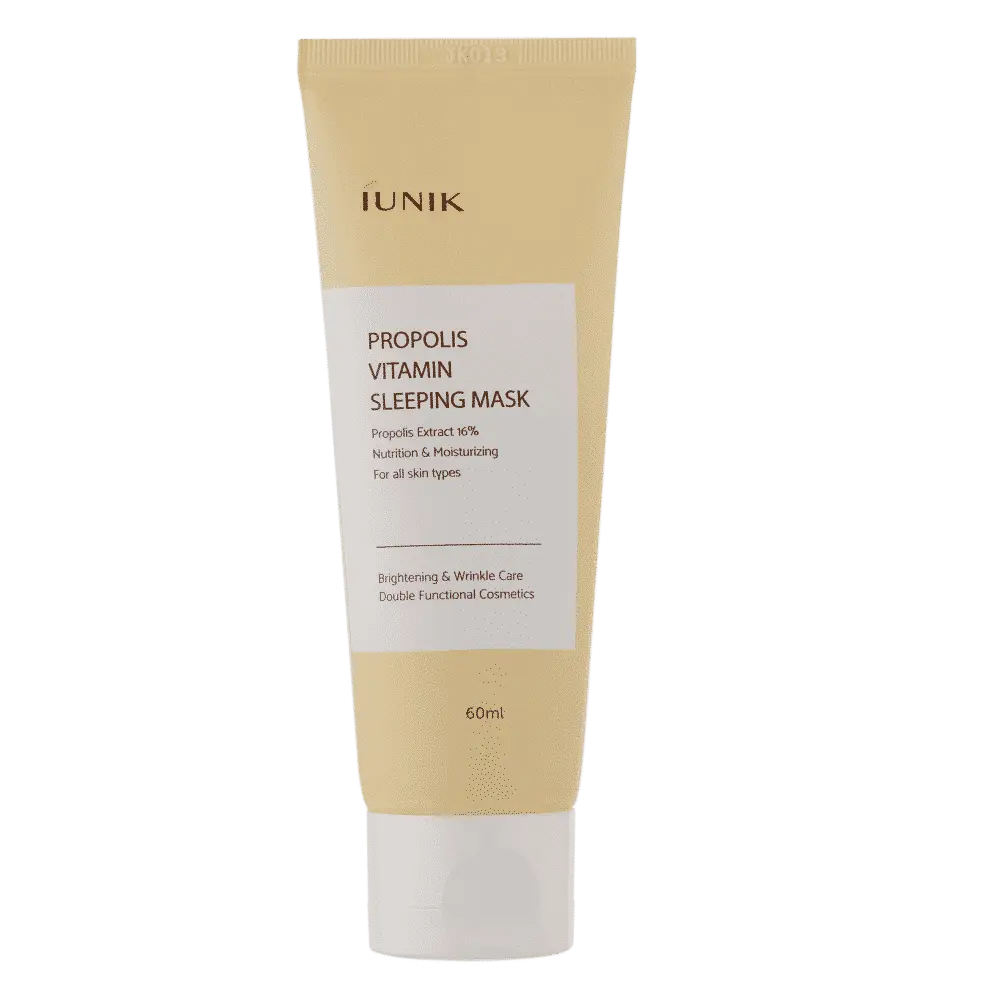 IUNIK
PROPOLIS
VITAMIN
SLEEPING MASK
Propolis Extract 16%
Nutrition & Moisturizing
For all skin types
Brightening & Wrinkle Care
Double Functional Cosmetics
60ml